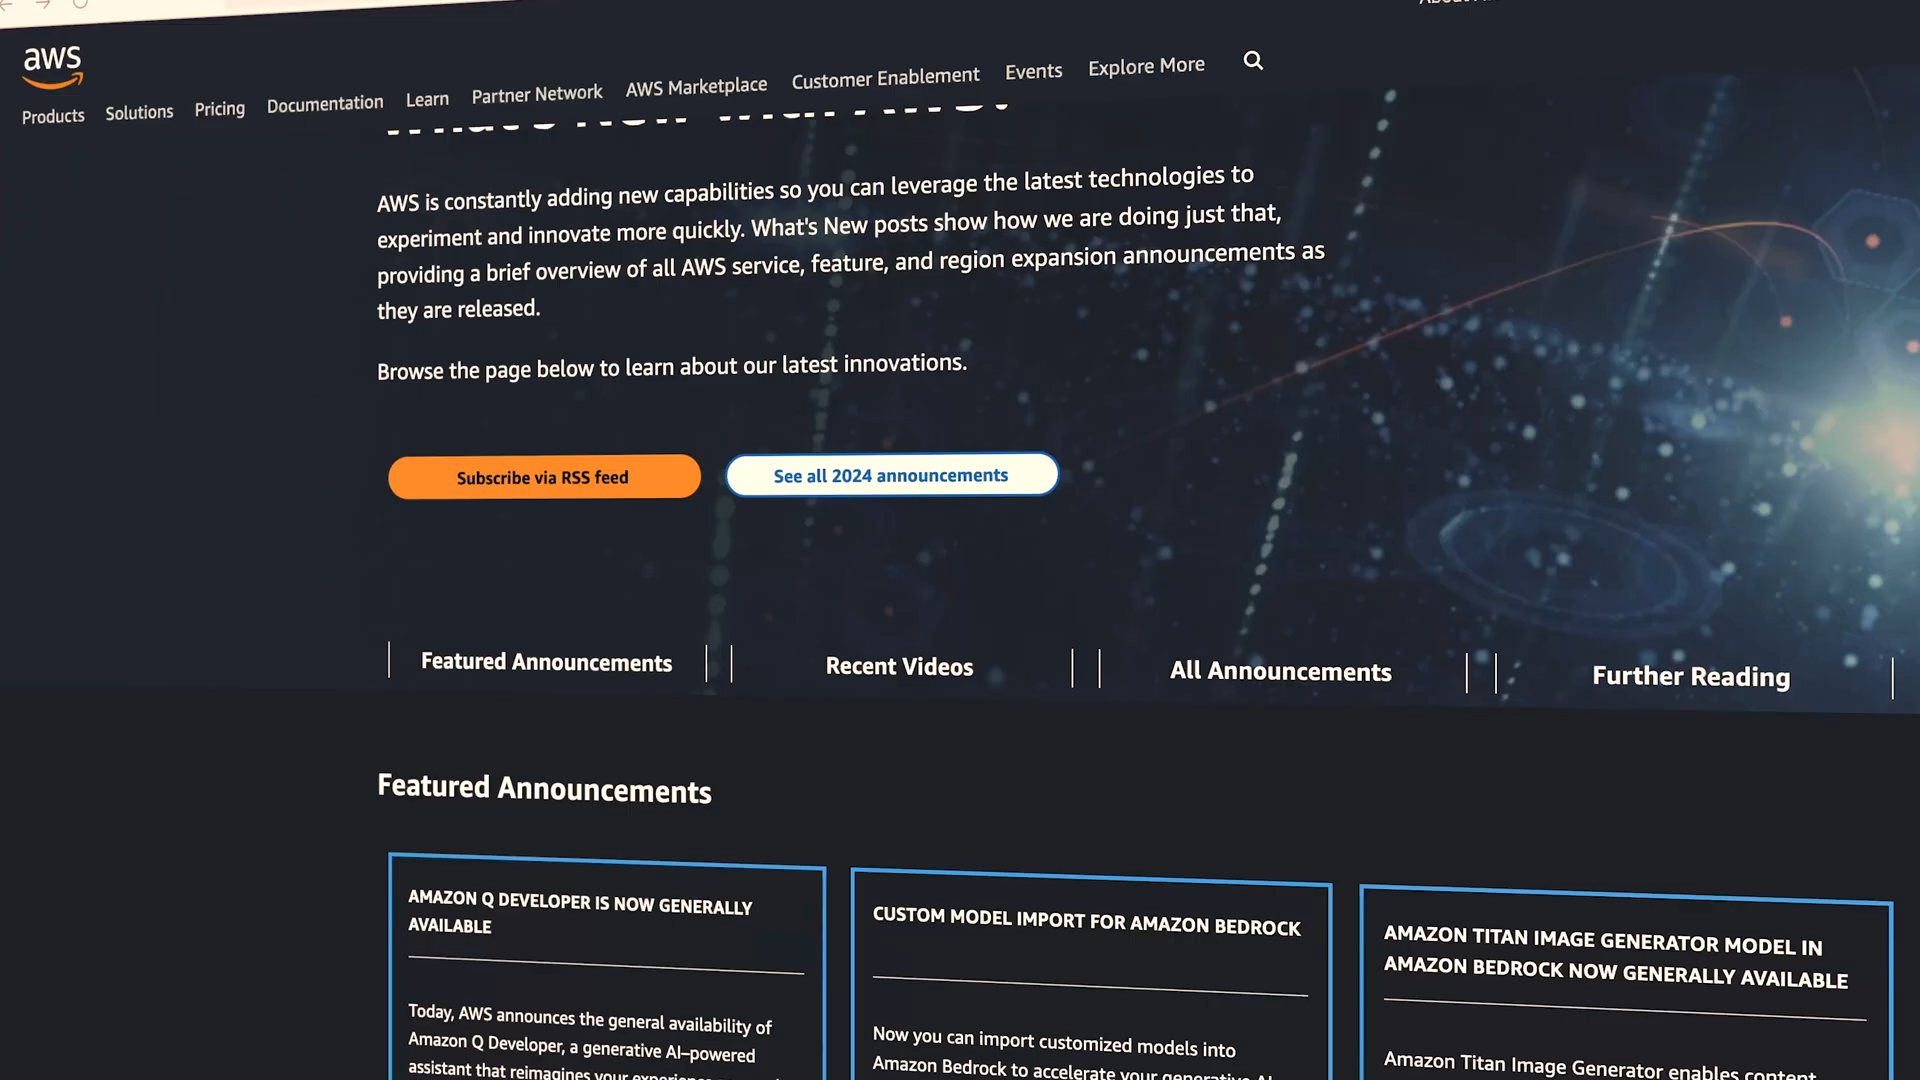 aws
Products Solutions Pricing Documentation Learn Partner Network AWS Marketplace Customer Enablement Events Explore More
What's New with AWS?
AWS is constantly adding new capabilities so you can leverage the latest technologies to
experiment and innovate more quickly. What's New posts show how we are doing just that,
providing a brief overview of all AWS service, feature, and region expansion announcements as
they are released.
Browse the page below to learn about our latest innovations.
Subscribe via RSS feed
See all 2024 announcements
Featured Announcements
Recent Videos
All Announcements
Further Reading
Featured Announcements
AMAZON Q DEVELOPER IS NOW GENERALLY
AVAILABLE
Today, AWS announces the general availability of
Amazon Q Developer, a generative AI–powered
assistant that reimagines your
CUSTOM MODEL IMPORT FOR AMAZON BEDROCK
Now you can import customized models into
Amazon Bedrock to accelerate your generative AI
AMAZON TITAN IMAGE GENERATOR MODEL IN
AMAZON BEDROCK NOW GENERALLY AVAILABLE
Amazon Titan Image Generator enables content